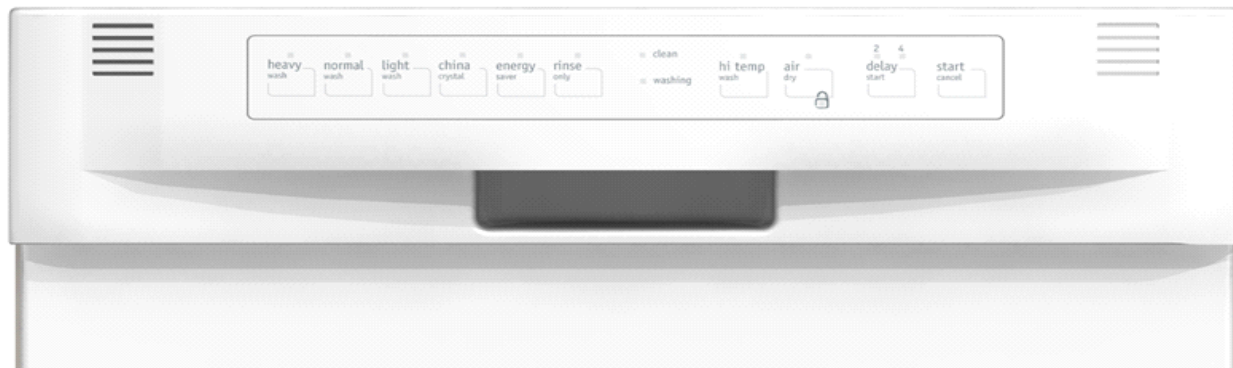 heavy
wash
normal
wash
light
wash
china
crystal
energy
saver
rinse
only
clean
washing
hi temp
wash
air
dry
2 4
delay
start
start
cancel